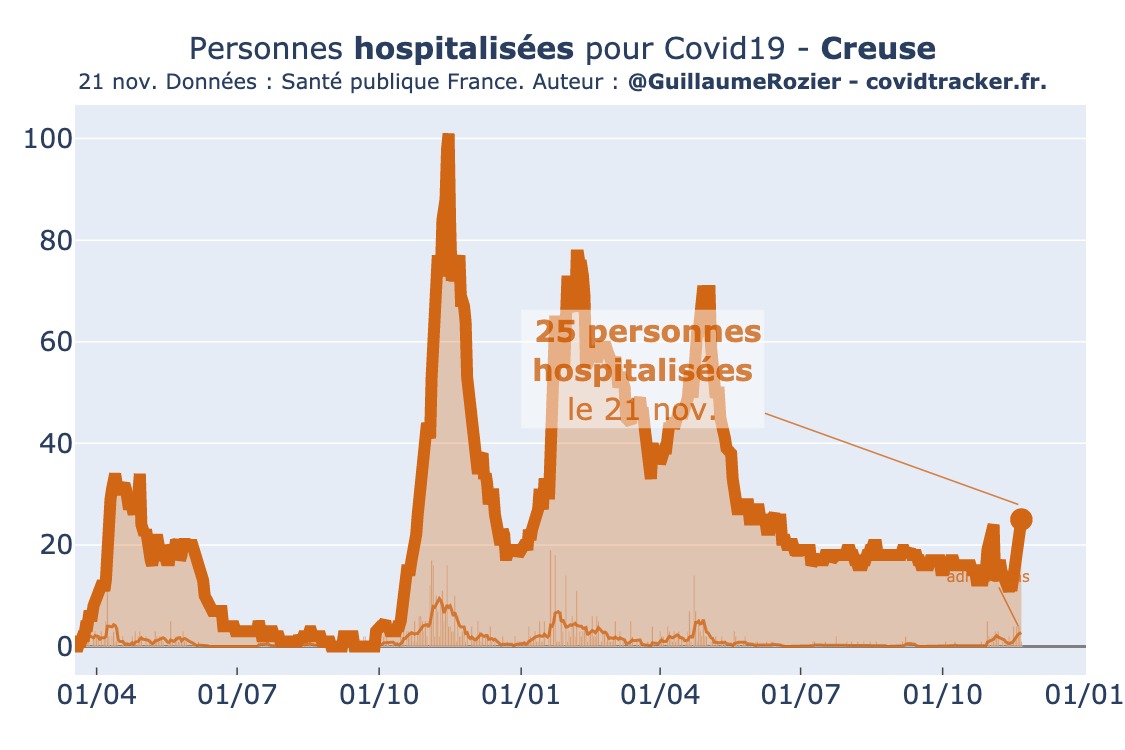 Personnes hospitalisées pour Covid19 - Creuse
21 nov. Données : Santé publique France. Auteur : @GuillaumeRozier - covidtracker.fr.
100
80
60
40
20
0
25 personnes
hospitalisées
le 21 nov.
01/04 01/07 01/10 01/01 01/04 01/07 01/10 01/01